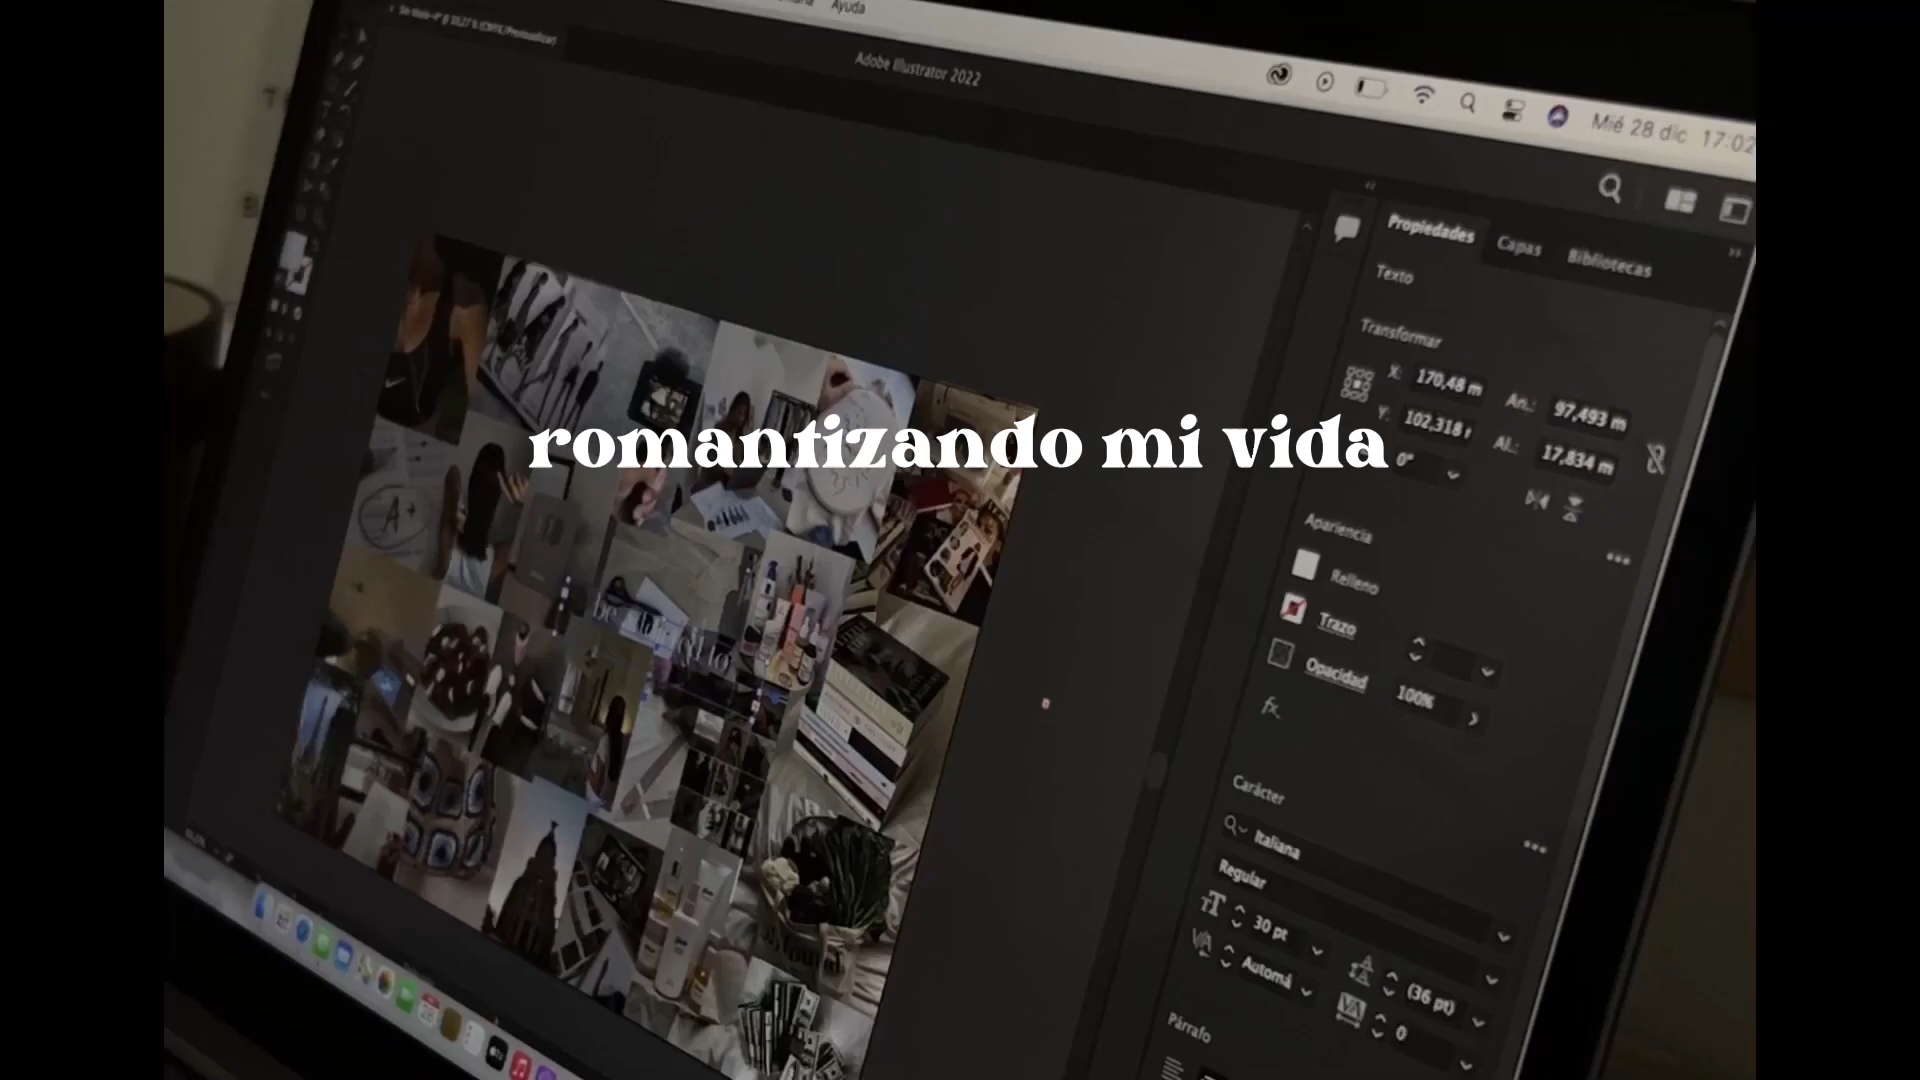 Ayuda
Adobe Illustrator 2022
Mié 28 dic 17:02
Propiedades Capas Bibliotecas
Texto
Transformar
X: 170,48 m An.: 97,493 m
Y: 102,318 Al.: 17,834 m
0°
romantizando mi vida
A+
Apariencia
Relleno
Trazo
Opacidad 100%
fx
Carácter
Italiana
Regular
30 pt (36 pt)
Automá 0
Párrafo